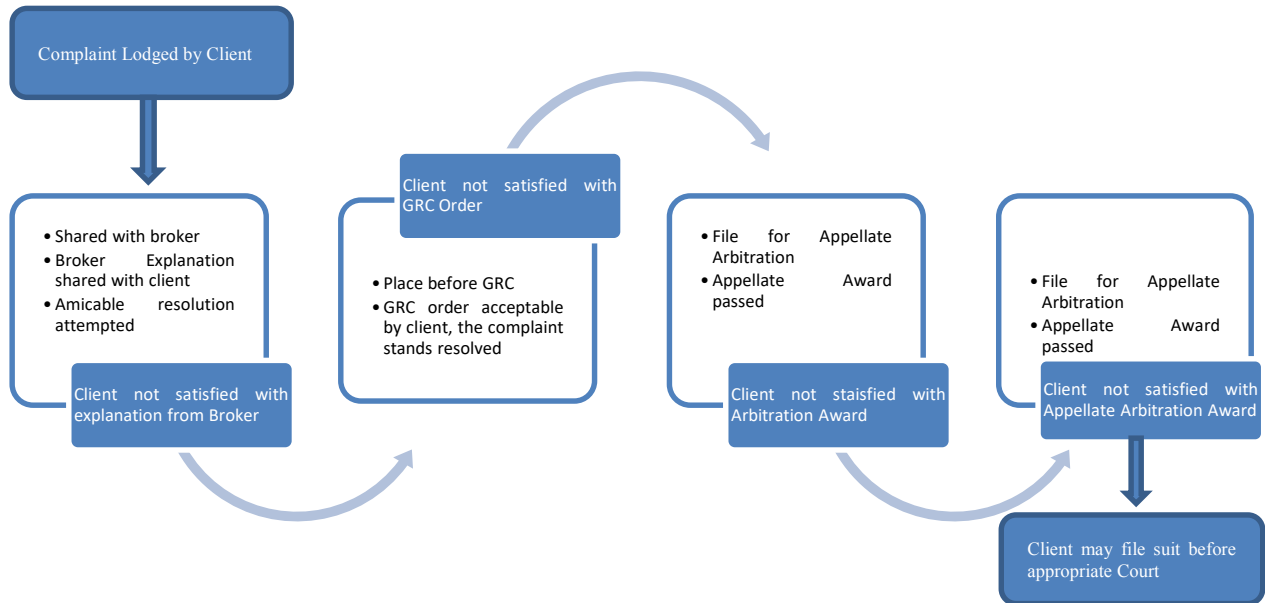 Complaint Lodged by Client
• Shared with broker
• Broker Explanation
shared with client
• Amicable resolution
attempted
Client not satisfied with
explanation from Broker
Client not satisfied with
GRC Order
• Place before GRC
• GRC order acceptable
by client, the complaint
stands resolved
• File for Appellate
Arbitration
• Appellate Award
passed
Client not staisfied with
Arbitration Award
• File for Appellate
Arbitration
• Appellate Award
passed
Client not satisfied with
Appellate Arbitration Award
Client may file suit before
appropriate Court